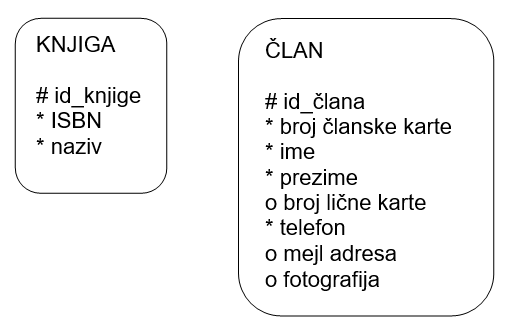 KNJIGA
# id_knjige
* ISBN
* naziv
ČLAN
# id_člana
* broj članske karte
* ime
* prezime
o broj lične karte
* telefon
o mejl adresa
o fotografija